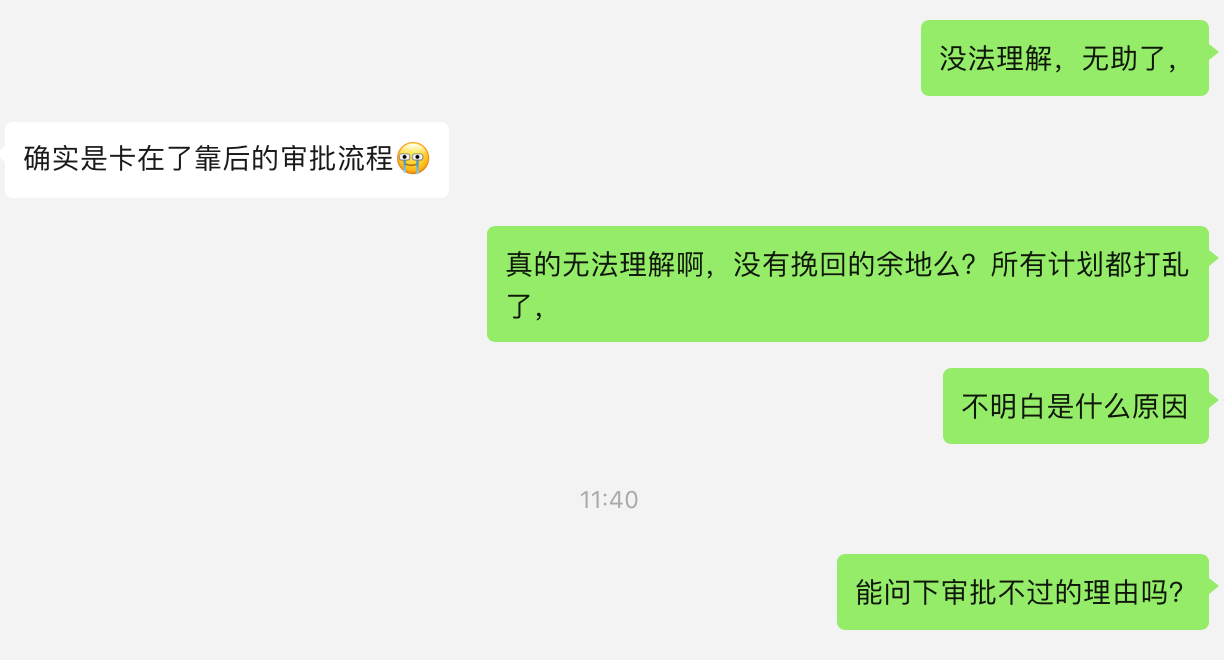 没法理解，无助了，
确实是卡在了靠后的审批流程😭
真的无法理解啊，没有挽回的余地么？所有计划都打乱
了，
不明白是什么原因
11:40
能问下审批不过的理由吗？